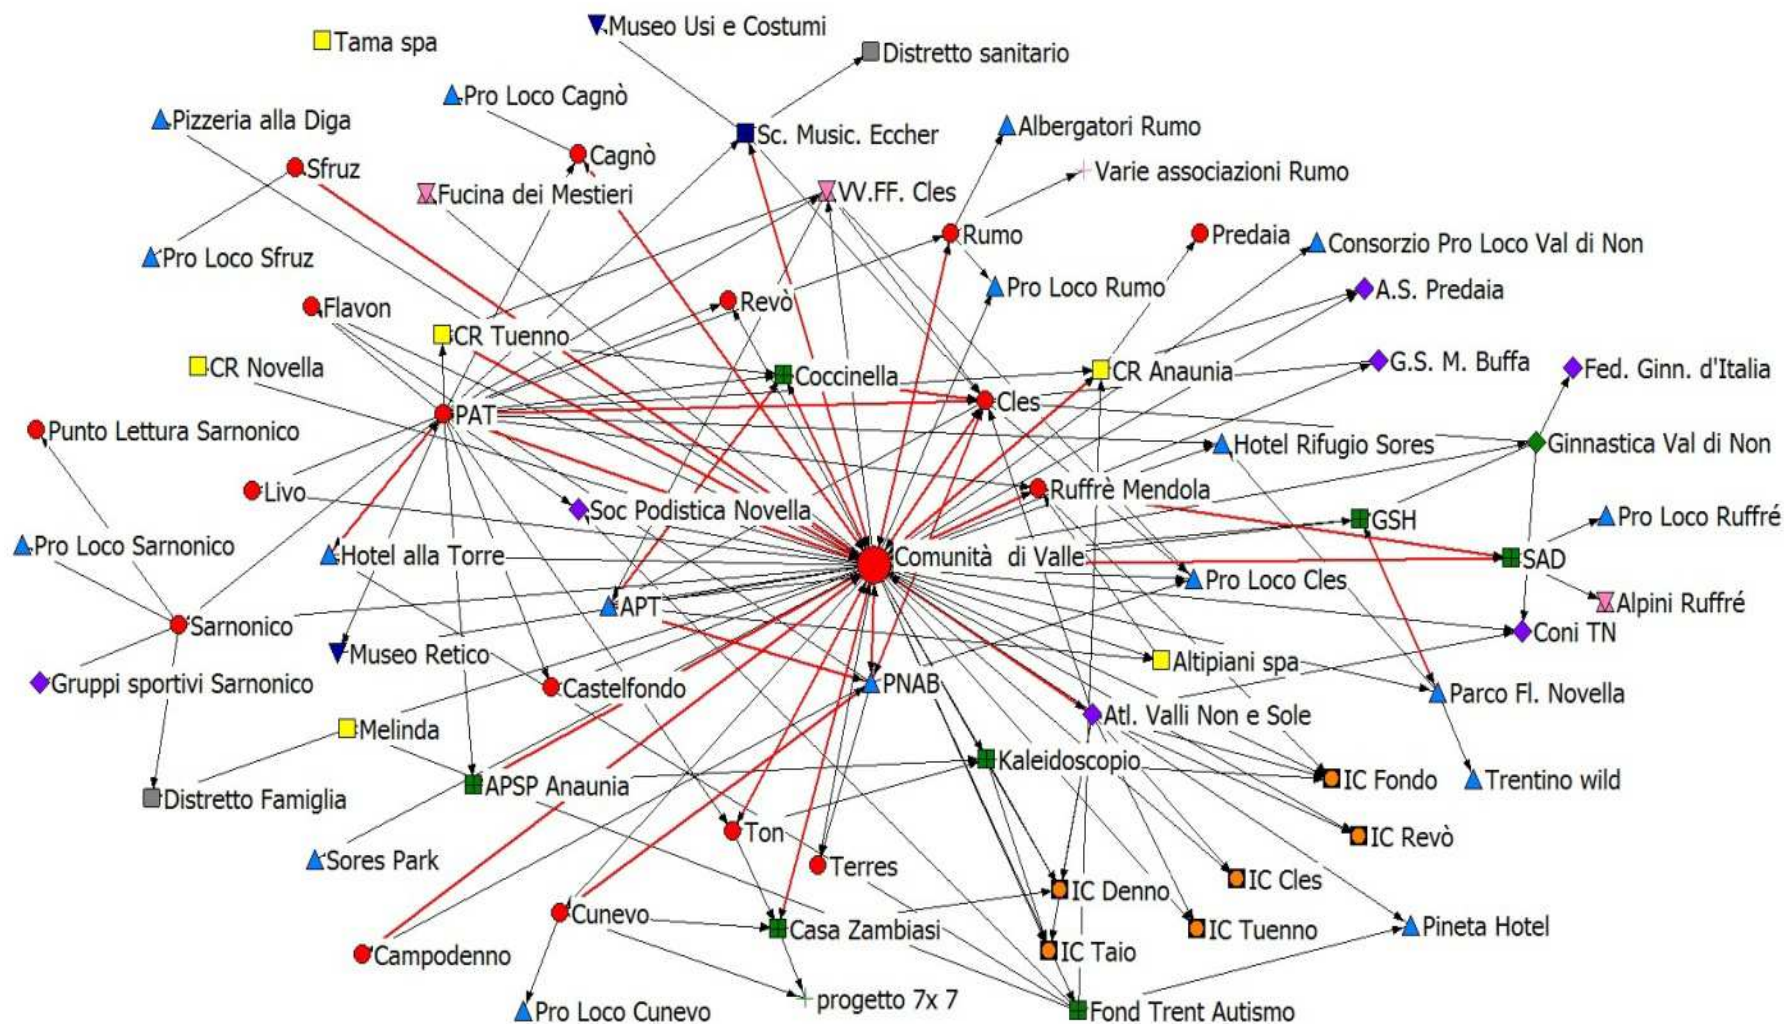 Museo Usi e Costumi
Tama spa
Distretto sanitario
Pro Loco Cagnò
Pizzeria alla Diga
Sc. Music. Eccher
Albergatori Rumo
Cagnò
Sfruz
Varie associazioni Rumo
Fucina dei Mestieri
VV.FF. Cles
Rumo
Predaia
Consorzio Pro Loco Val di Non
Pro Loco Sfruz
Pro Loco Rumo
A.S. Predaia
Revò
Flavon
CR Tuenno
G.S. M. Buffa
CR Novella
Fed. Ginn. d'Italia
Coccinella
CR Anaunia
Cles
PAT
Punto Lettura Sarnonico
Hotel Rifugio Sores
Ginnastica Val di Non
Livo
Ruffrè Mendola
Soc Podistica Novella
GSH
Pro Loco Ruffré
Pro Loco Sarnonico
Hotel alla Torre
Comunità di Valle
SAD
Pro Loco Cles
APT
Alpini Ruffré
Sarnonico
Coni TN
Museo Retico
Altipiani spa
Gruppi sportivi Sarnonico
Castelfondo
PNAB
Parco Fl. Novella
Atl. Valli Non e Sole
Melinda
Kaleidoscopio
IC Fondo
Trentino wild
APSP Anaunia
Distretto Famiglia
Ton
IC Revò
Sores Park
Terres
IC Cles
IC Denno
Cunevo
Casa Zambiasi
IC Tuenno
Pineta Hotel
IC Taio
Campodenno
progetto 7x 7
Pro Loco Cunevo
Fond Trent Autismo